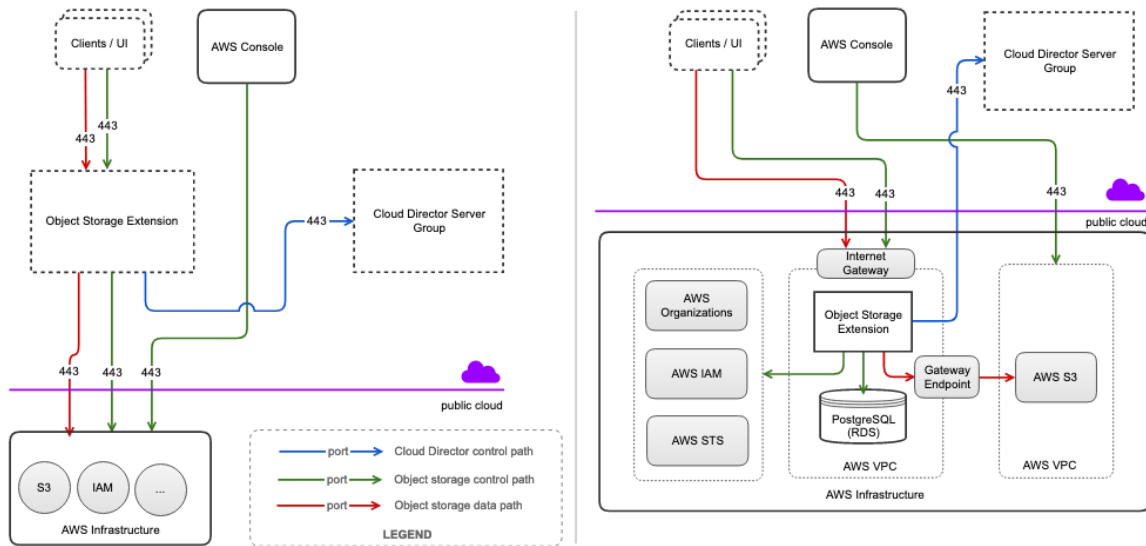 Clients / UI
AWS Console
443
443
Object Storage Extension
443
Cloud Director Server
Group
443
443
443
public cloud
S3
IAM
...
AWS Infrastructure
port
Cloud Director control path
port
Object storage control path
port
Object storage data path
LEGEND
Clients / UI
AWS Console
Cloud Director Server
Group
443
443
443
443
public cloud
Internet
Gateway
AWS
Organizations
Object Storage
Extension
AWS IAM
Gateway
Endpoint
AWS S3
PostgreSQL
(RDS)
AWS STS
AWS VPC
AWS VPC
AWS Infrastructure